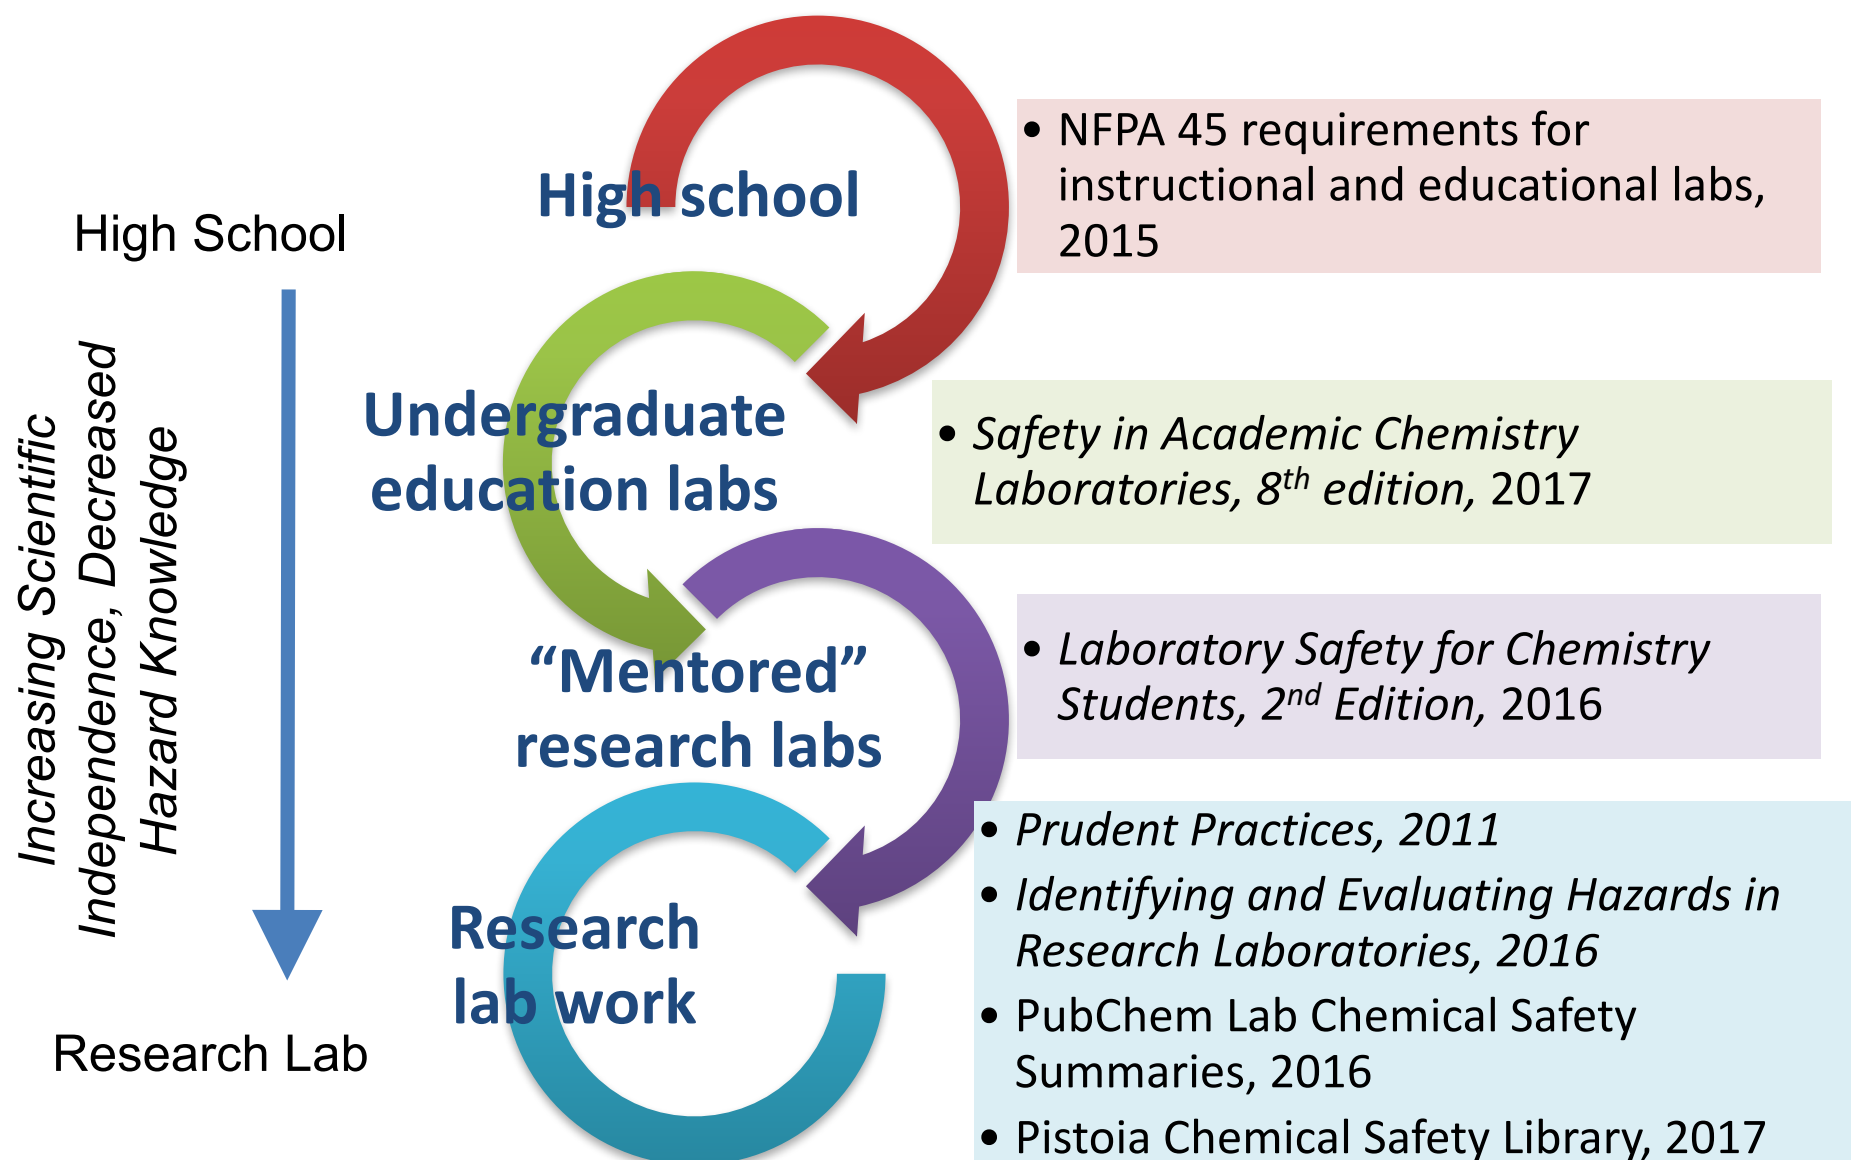 High School
Increasing Scientific
Independence, Decreased
Hazard Knowledge
Research Lab
High school
• NFPA 45 requirements for
instructional and educational labs,
2015
Undergraduate
education labs
• Safety in Academic Chemistry
Laboratories, 8th edition, 2017
“Mentored”
research labs
• Laboratory Safety for Chemistry
Students, 2nd Edition, 2016
Research
lab work
• Prudent Practices, 2011
• Identifying and Evaluating Hazards in
Research Laboratories, 2016
• PubChem Lab Chemical Safety
Summaries, 2016
• Pistoia Chemical Safety Library, 2017